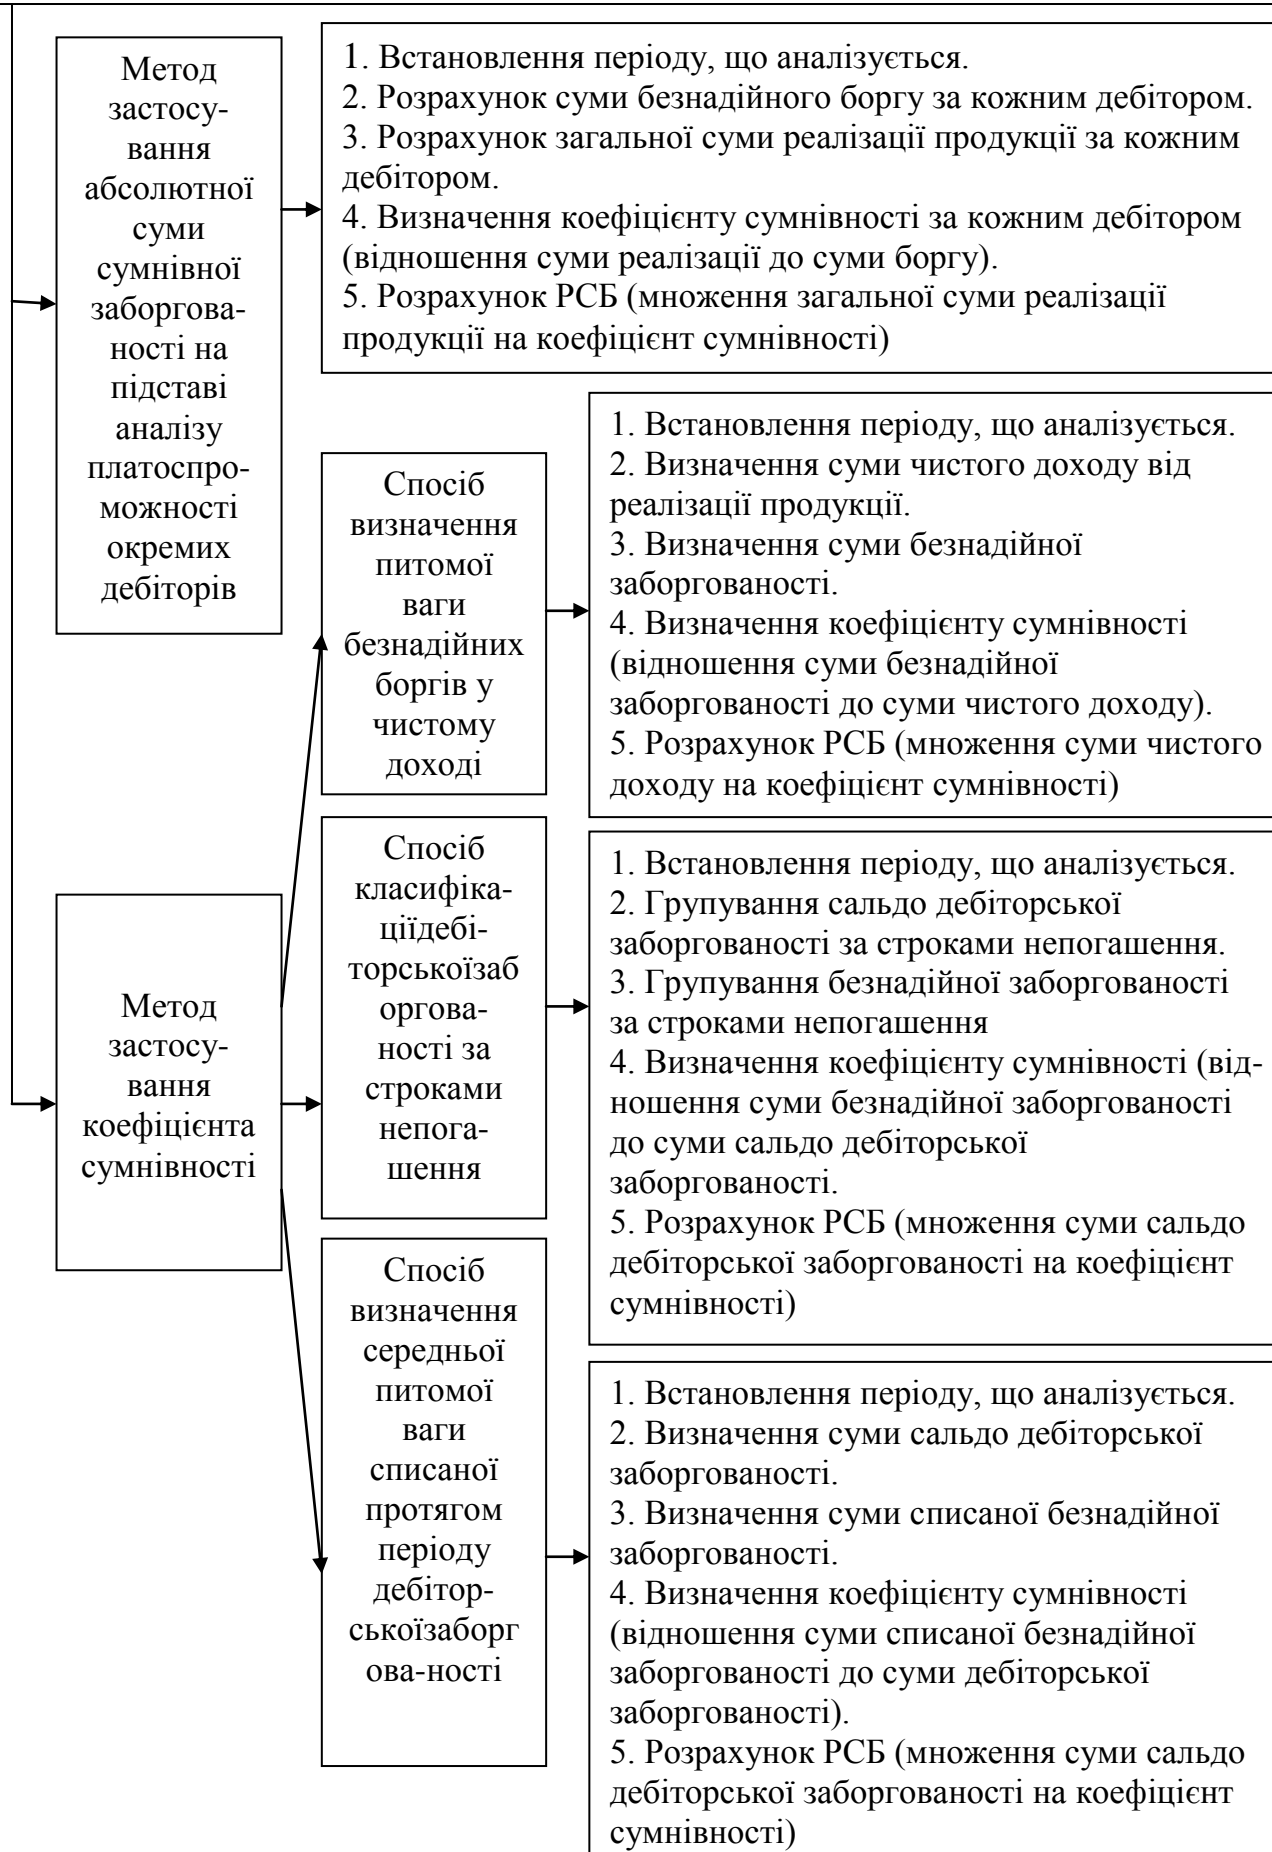 Метод
застосу-
вання
абсолютної
суми
сумнівної
заборгова-
ності на
підставі
аналізу
платоспро-
можності
окремих
дебіторів
1. Встановлення періоду, що аналізується.
2. Розрахунок суми безнадійного боргу за кожним дебітором.
3. Розрахунок загальної суми реалізації продукції за кожним
дебітором.
4. Визначення коефіцієнту сумнівності за кожним дебітором
(відношення суми реалізації до суми боргу).
5. Розрахунок РСБ (множення загальної суми реалізації
продукції на коефіцієнт сумнівності)
Метод
застосу-
вання
коефіцієнта
сумнівності
Спосіб
визначення
питомої
ваги
безнадійних
боргів у
чистому
доході
1. Встановлення періоду, що аналізується.
2. Визначення суми чистого доходу від
реалізації продукції.
3. Визначення суми безнадійної
заборгованості.
4. Визначення коефіцієнту сумнівності
(відношення суми безнадійної
заборгованості до суми чистого доходу).
5. Розрахунок РСБ (множення суми чистого
доходу на коефіцієнт сумнівності)
Спосіб
класифіка-
ціїдебі-
торськоїзаб
оргова-
ності за
строками
непога-
шення
1. Встановлення періоду, що аналізується.
2. Групування сальдо дебіторської
заборгованості за строками непогашення.
3. Групування безнадійної заборгованості
за строками непогашення
4. Визначення коефіцієнту сумнівності (від-
ношення суми безнадійної заборгованості
до суми сальдо дебіторської
заборгованості.
5. Розрахунок РСБ (множення суми сальдо
дебіторської заборгованості на коефіцієнт
сумнівності)
Спосіб
визначення
середньої
питомої
ваги
списаної
протягом
періоду
дебітор-
ськоїзаборг
ова-ності
1. Встановлення періоду, що аналізується.
2. Визначення суми сальдо дебіторської
заборгованості.
3. Визначення суми списаної безнадійної
заборгованості.
4. Визначення коефіцієнту сумнівності
(відношення суми списаної безнадійної
заборгованості до суми дебіторської
заборгованості).
5. Розрахунок РСБ (множення суми сальдо
дебіторської заборгованості на коефіцієнт
сумнівності)